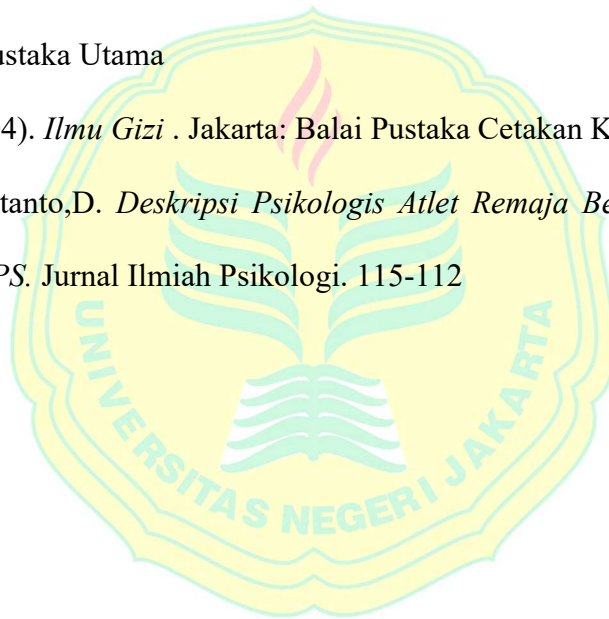 ustaka Utama
4). Ilmu Gizi . Jakarta: Balai Pustaka Cetakan K
tanto,D. Deskripsi Psikologis Atlet Remaja Be
PS. Jurnal Ilmiah Psikologi. 115-112
UNIVERSITAS NEGERI JAKARTA